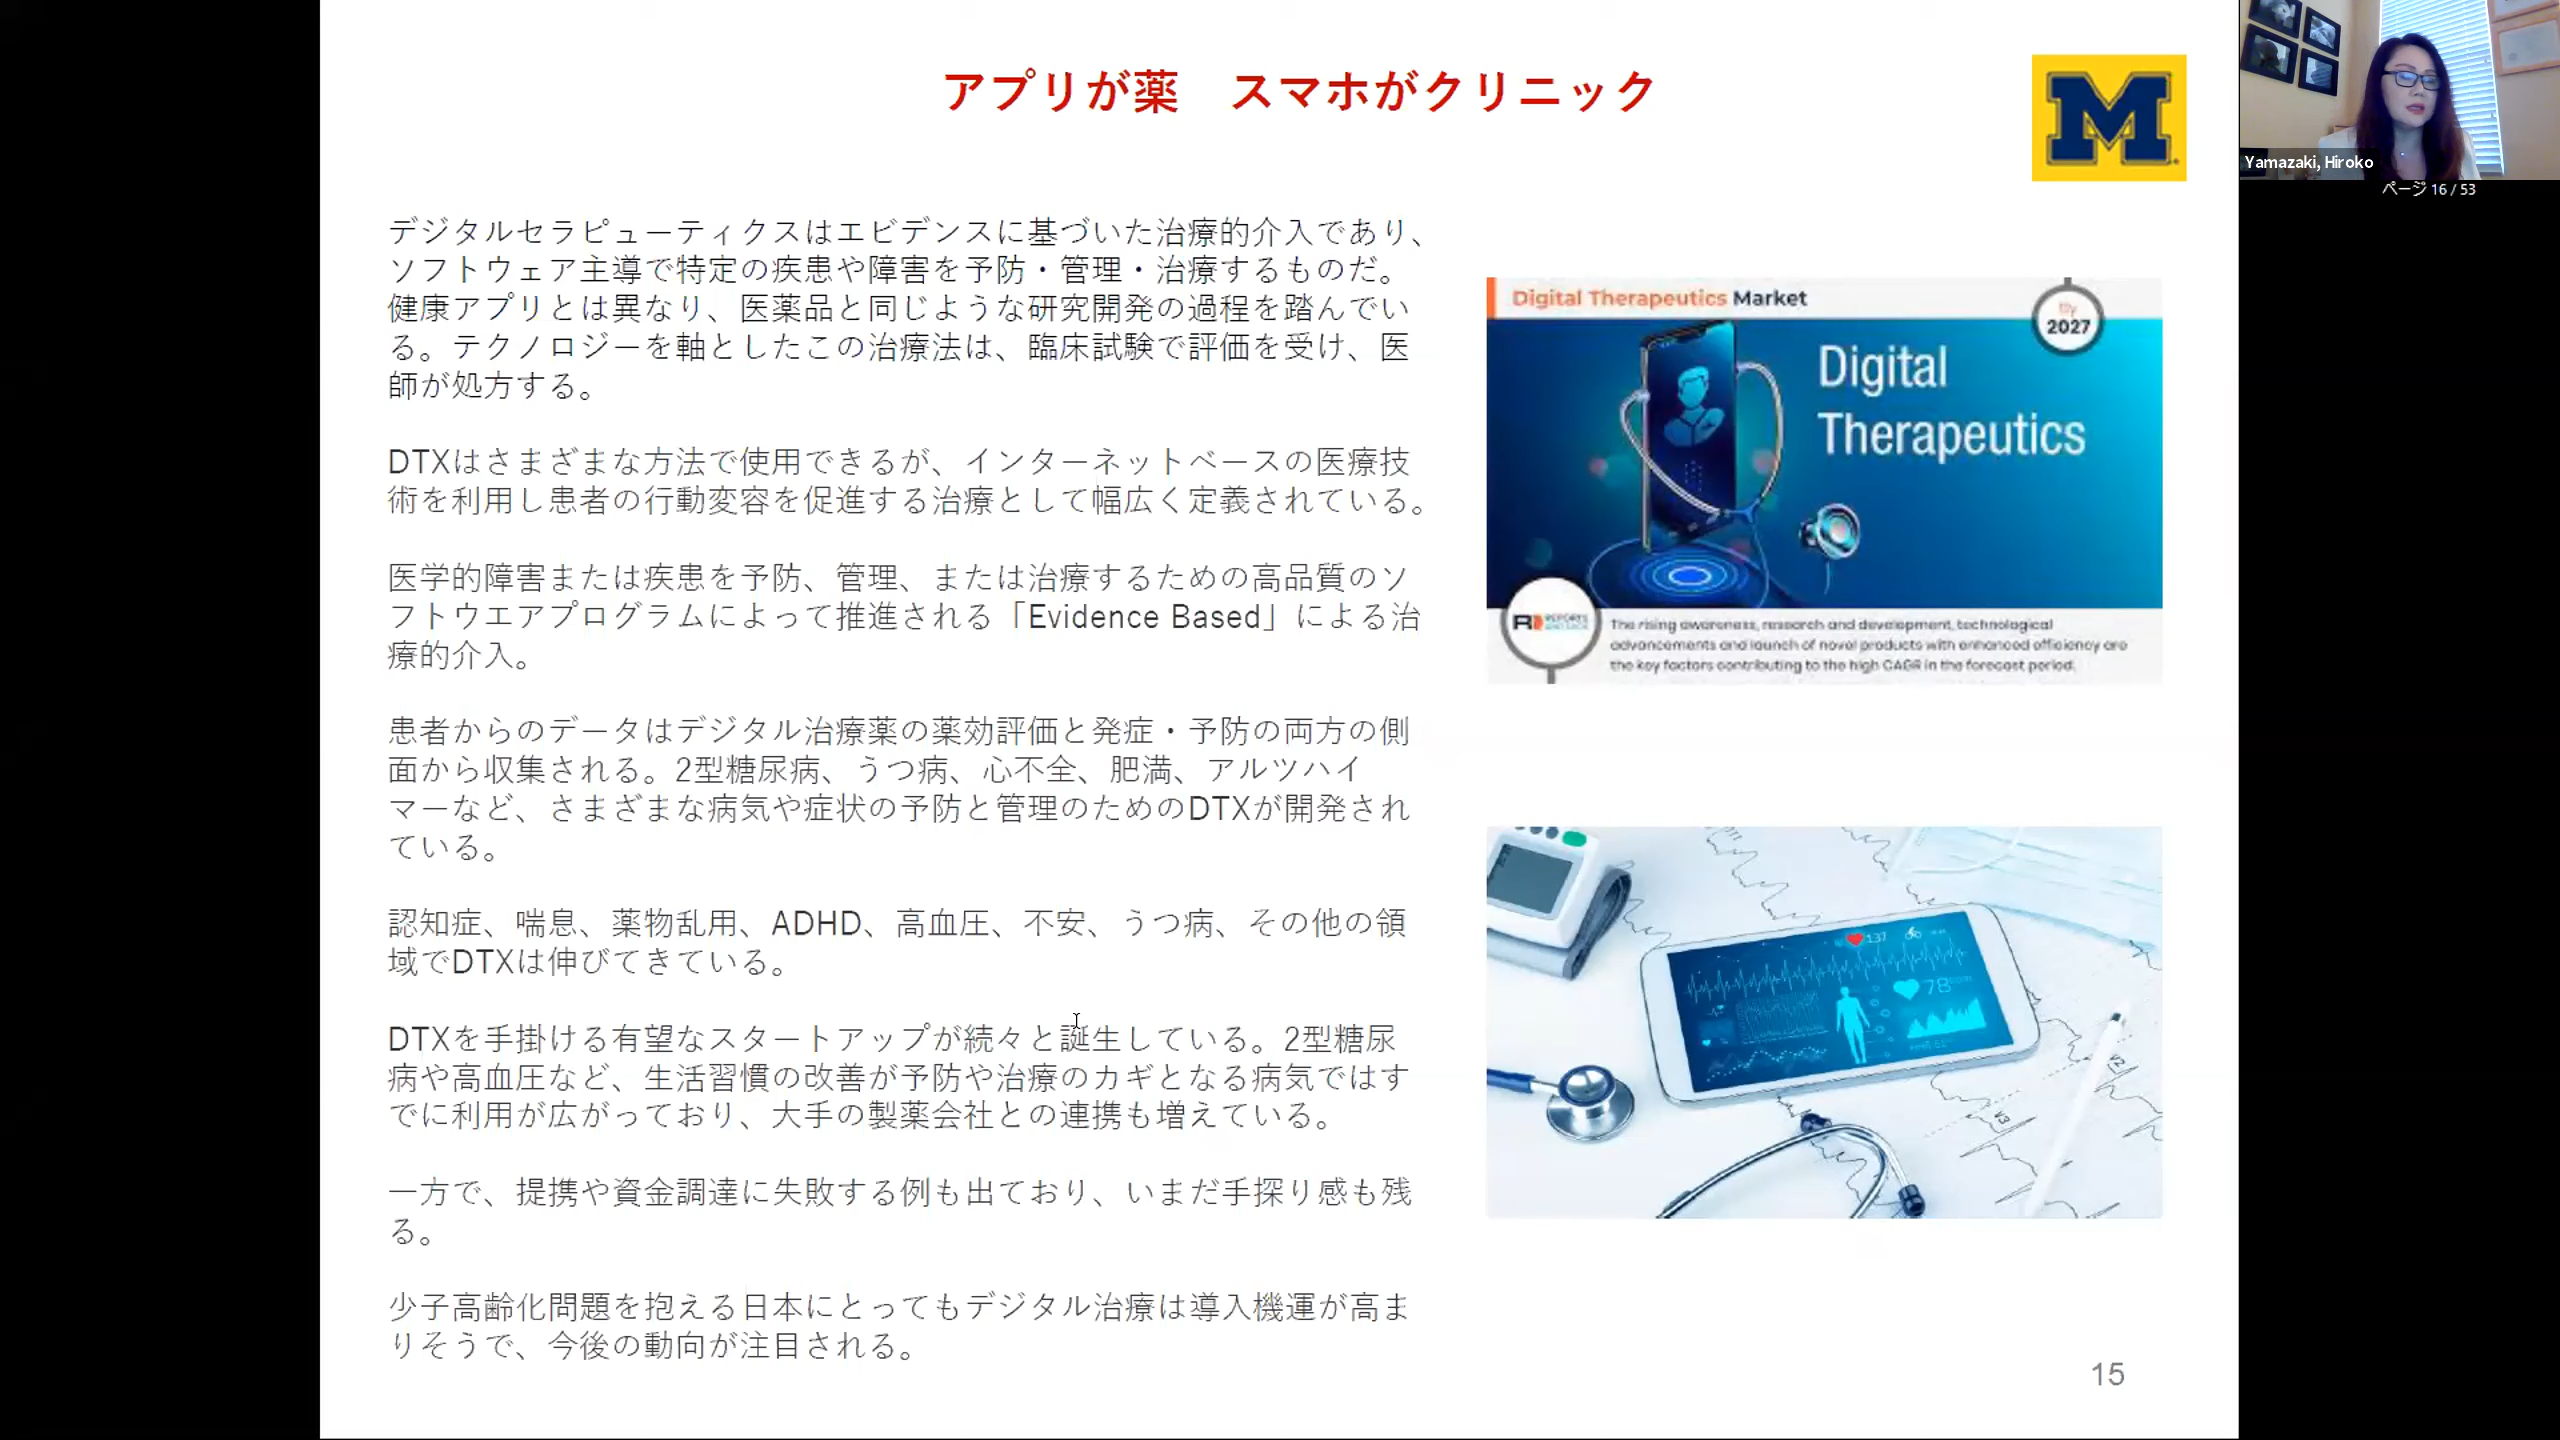 アプリが薬　スマホがクリニック
M
Yamazaki, Hiroko
ページ 16 / 53
デジタルセラピューティクスはエビデンスに基づいた治療的介入であり、
ソフトウェア主導で特定の疾患や障害を予防・管理・治療するものだ。
健康アプリとは異なり、医薬品と同じような研究開発の過程を踏んでい
る。テクノロジーを軸としたこの治療法は、臨床試験で評価を受け、医
師が処方する。
DTXはさまざまな方法で使用できるが、インターネットベースの医療技
術を利用し患者の行動変容を促進する治療として幅広く定義されている。
医学的障害または疾患を予防、管理、または治療するための高品質のソ
フトウエアプログラムによって推進される「Evidence Based」による治
療的介入。
患者からのデータはデジタル治療薬の薬効評価と発症・予防の両方の側
面から収集される。2型糖尿病、うつ病、心不全、肥満、アルツハイ
マーなど、さまざまな病気や症状の予防と管理のためのDTXが開発され
ている。
認知症、喘息、薬物乱用、ADHD、高血圧、不安、うつ病、その他の領
域でDTXは伸びてきている。
DTXを手掛ける有望なスタートアップが続々と誕生している。2型糖尿
病や高血圧など、生活習慣の改善が予防や治療のカギとなる病気ではす
でに利用が広がっており、大手の製薬会社との連携も増えている。
一方で、提携や資金調達に失敗する例も出ており、いまだ手探り感も残
る。
少子高齢化問題を抱える日本にとってもデジタル治療は導入機運が高ま
りそうで、今後の動向が注目される。
Digital Therapeutics Market
By
2027
Digital
Therapeutics
The rising awareness, research and development, technological
advancements and launch of novel products with enhanced efficiency are
the key factors contributing to the high CAGR in the forecast period.
137
78
V2
V3
15